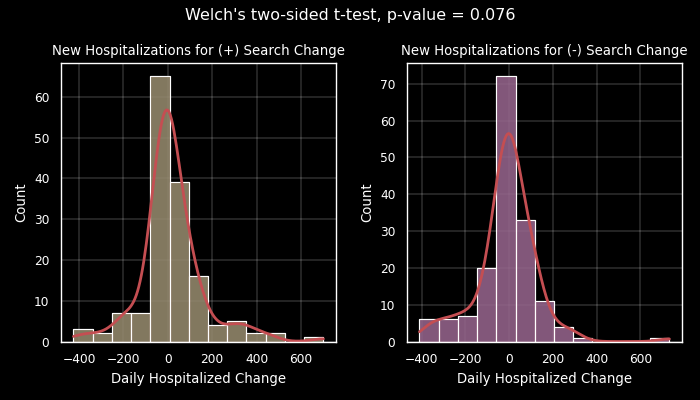 Welch's two-sided t-test, p-value = 0.076
New Hospitalizations for (+) Search Change
Count
60
50
40
30
20
10
0
−400 −200 0 200 400 600
Daily Hospitalized Change
New Hospitalizations for (-) Search Change
Count
70
60
50
40
30
20
10
0
−400 −200 0 200 400 600
Daily Hospitalized Change